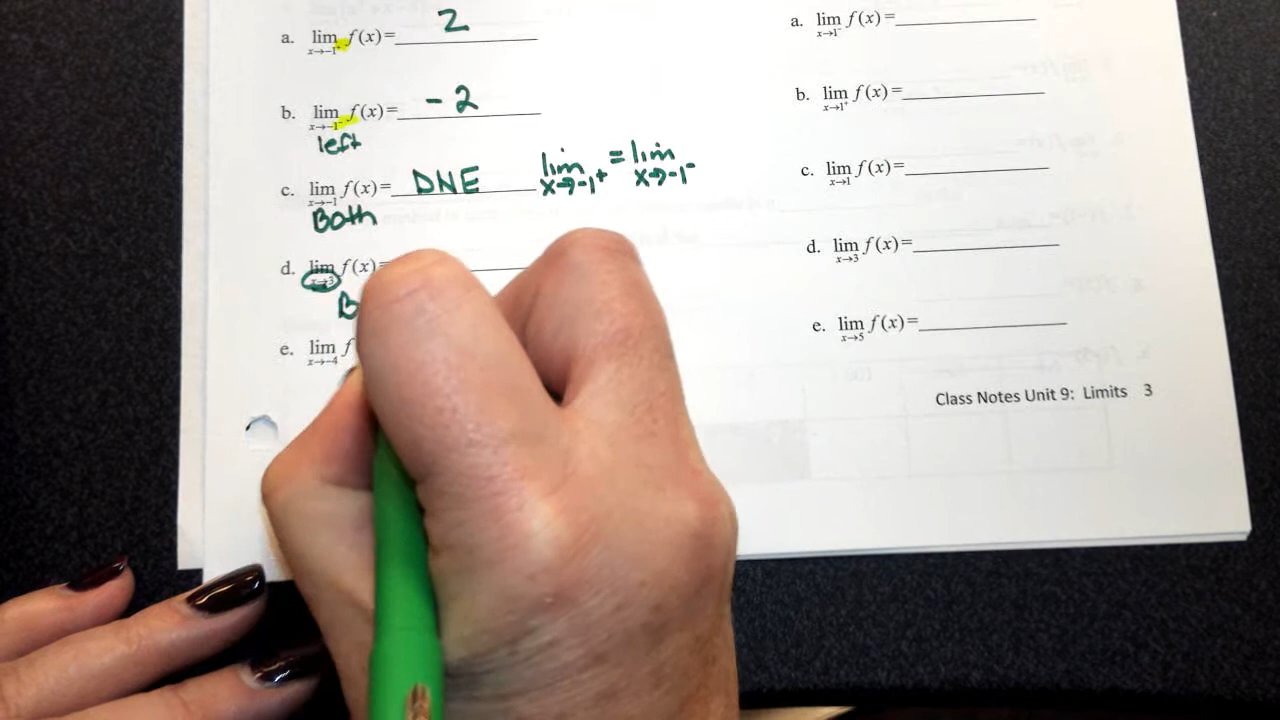 a. lim x→-1⁺ f(x)= 2
b. lim x→-1⁻ f(x)= -2
left
c. lim x→-1 f(x)= DNE lim x→-1⁺ = lim x→-1⁻
Both
d. lim x→3 f(x)=
B
e. lim x→-4 f
a. lim x→1⁻ f(x)=
b. lim x→1⁺ f(x)=
c. lim x→1 f(x)=
d. lim x→3 f(x)=
e. lim x→5 f(x)=
Class Notes Unit 9: Limits 3